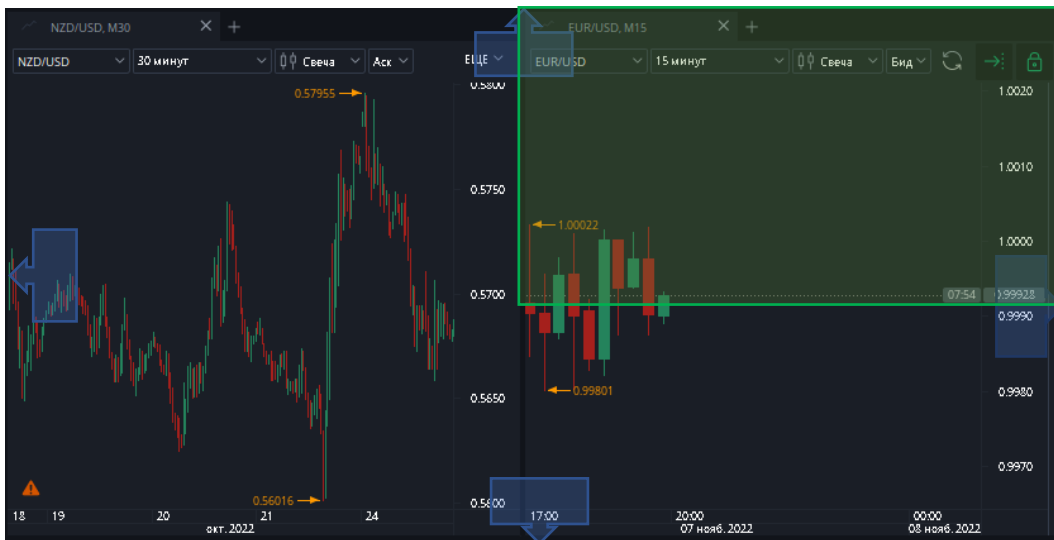 NZD/USD, M30
EUR/USD, M15
NZD/USD 30 минут Свеча Аск ЕЩЕ
EUR/USD 15 минут Свеча Бид
0.5800
0.57955
0.5750
0.5700
0.5650
0.56016
0.5600
18 19 20 21 24
окт. 2022
1.0020
1.0010
1.00022
1.0000
07:54 0.99928
0.9990
0.99801
0.9980
0.9970
17:00 20:00 00:00
07 нояб. 2022 08 нояб. 2022